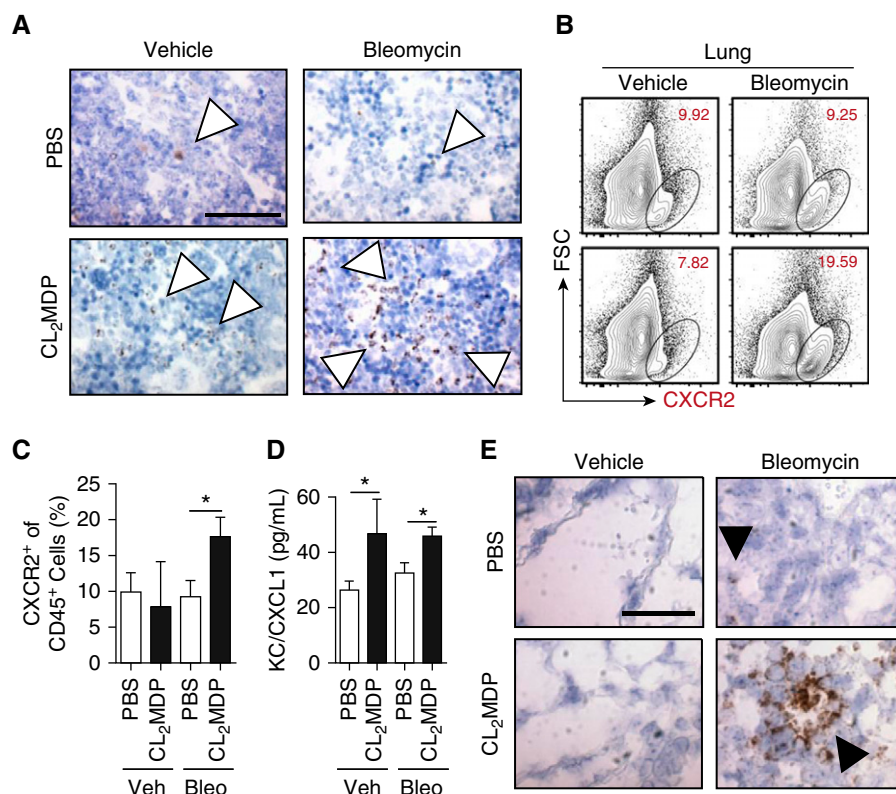 A
Vehicle Bleomycin
PBS
CL₂MDP
B
Lung
Vehicle Bleomycin
9.92 9.25
7.82 19.59
FSC
CXCR2
C
CXCR2⁺ of
CD45⁺ Cells (%)
25
20
15
10
5
0
*
PBS CL₂MDP PBS CL₂MDP
Veh Bleo
D
KC/CXCL1 (pg/mL)
60
40
20
0
* *
PBS CL₂MDP PBS CL₂MDP
Veh Bleo
E
Vehicle Bleomycin
PBS
CL₂MDP